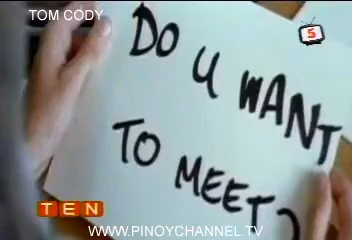 TOM CODY
5
DO U WANT
TO MEET?
TEN
WWW.PINOYCHANNEL.TV